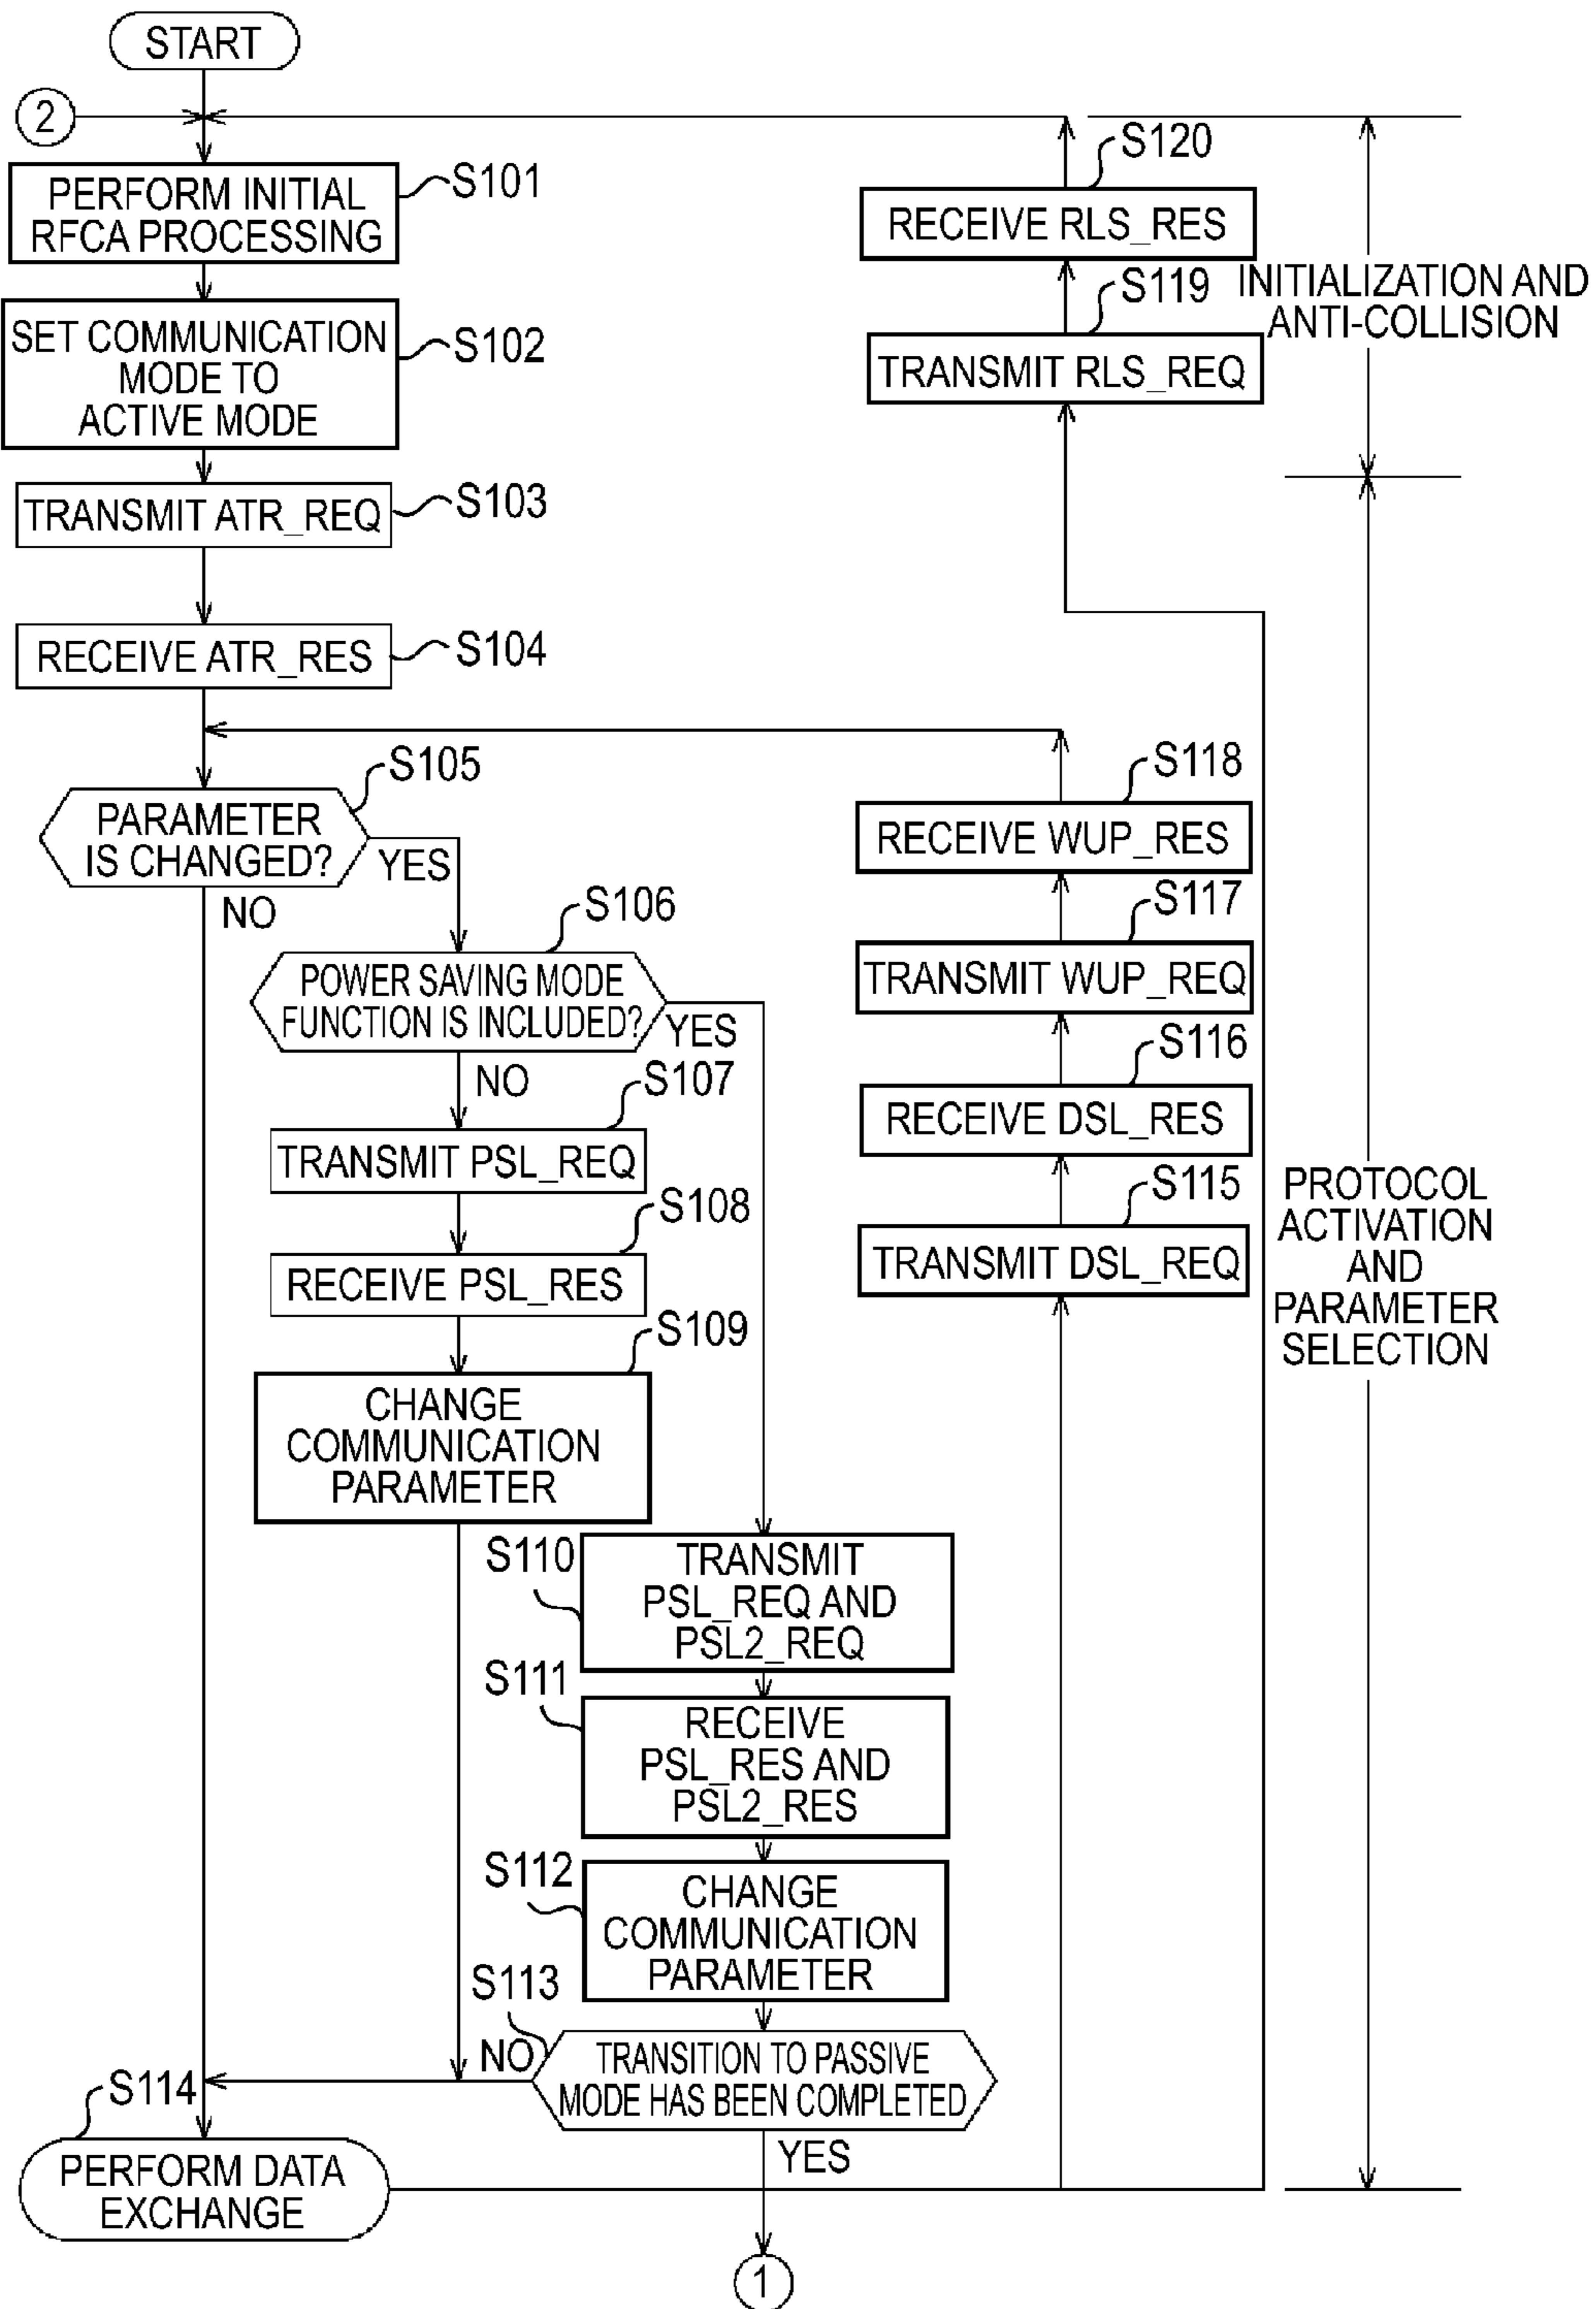 START
2
PERFORM INITIAL
RFCA PROCESSING
S101
SET COMMUNICATION
MODE TO
ACTIVE MODE
S102
TRANSMIT ATR_REQ
S103
RECEIVE ATR_RES
S104
PARAMETER
IS CHANGED?
S105
YES
NO
POWER SAVING MODE
FUNCTION IS INCLUDED?
S106
YES
NO
TRANSMIT PSL_REQ
S107
RECEIVE PSL_RES
S108
CHANGE
COMMUNICATION
PARAMETER
S109
S110
TRANSMIT
PSL_REQ AND
PSL2_REQ
S111
RECEIVE
PSL_RES AND
PSL2_RES
S112
CHANGE
COMMUNICATION
PARAMETER
S113
NO
TRANSITION TO PASSIVE
MODE HAS BEEN COMPLETED
YES
1
S114
PERFORM DATA
EXCHANGE
S120
RECEIVE RLS_RES
S119
TRANSMIT RLS_REQ
S118
RECEIVE WUP_RES
S117
TRANSMIT WUP_REQ
S116
RECEIVE DSL_RES
S115
TRANSMIT DSL_REQ
INITIALIZATION AND
ANTI-COLLISION
PROTOCOL
ACTIVATION
AND
PARAMETER
SELECTION